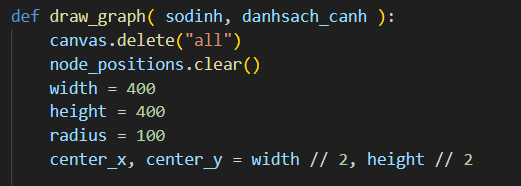 def draw_graph( sodinh, danhsach_canh ):
    canvas.delete("all")
    node_positions.clear()
    width = 400
    height = 400
    radius = 100
    center_x, center_y = width // 2, height // 2